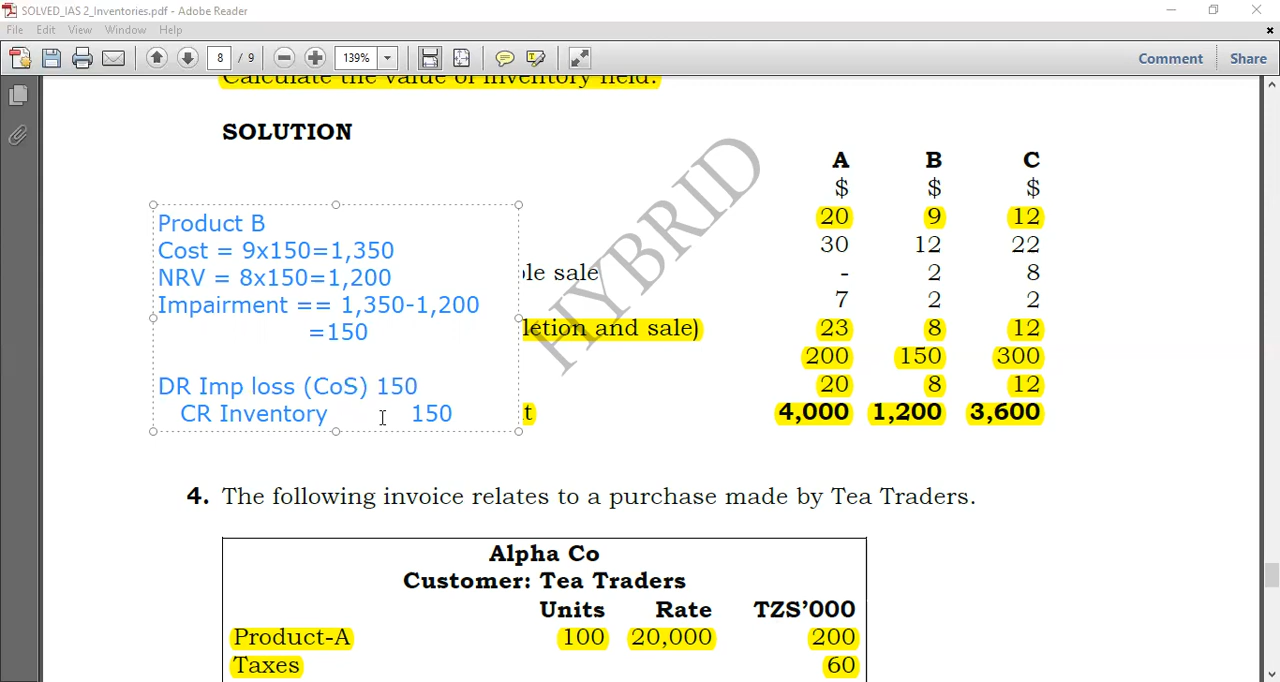 SOLVED_IAS 2_Inventories.pdf - Adobe Reader
File Edit View Window Help
8 / 9 139% Comment Share
Calculate the value of inventory held.
SOLUTION
A B C
$ $ $
20 9 12
30 12 22
le sale - 2 8
7 2 2
letion and sale) 23 8 12
200 150 300
20 8 12
t 4,000 1,200 3,600
HYBRID
Product B
Cost = 9x150=1,350
NRV = 8x150=1,200
Impairment == 1,350-1,200
=150
DR Imp loss (CoS) 150
CR Inventory 150
4. The following invoice relates to a purchase made by Tea Traders.
Alpha Co
Customer: Tea Traders
Units Rate TZS’000
Product-A 100 20,000 200
Taxes 60